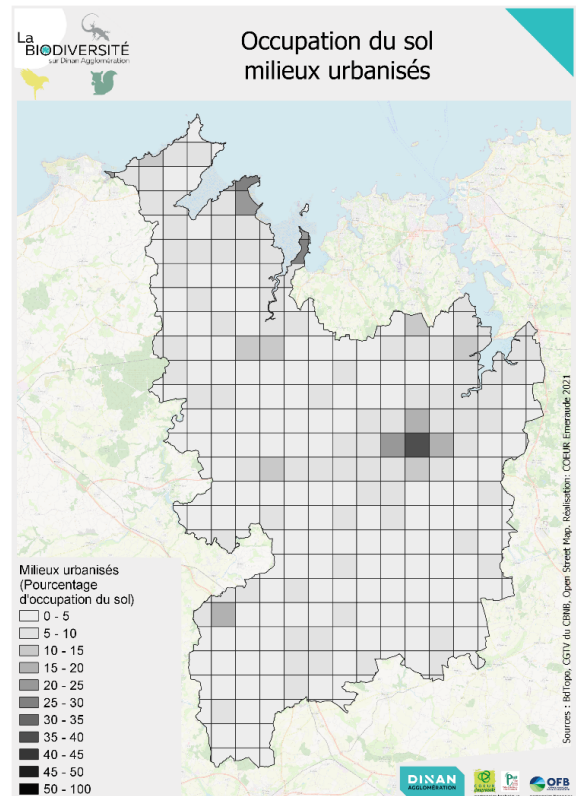 La
BIODIVERSITÉ
sur Dinan Agglomération
Occupation du sol
milieux urbanisés
Milieux urbanisés
(Pourcentage
d'occupation du sol)
0 - 5
5 - 10
10 - 15
15 - 20
20 - 25
25 - 30
30 - 35
35 - 40
40 - 45
45 - 50
50 - 100
Sources : BdTopo, CGTV du CBNB, Open Street Map. Réalisation: COEUR Emeraude 2021
DINAN
AGGLOMÉRATION
COEUR
OFB